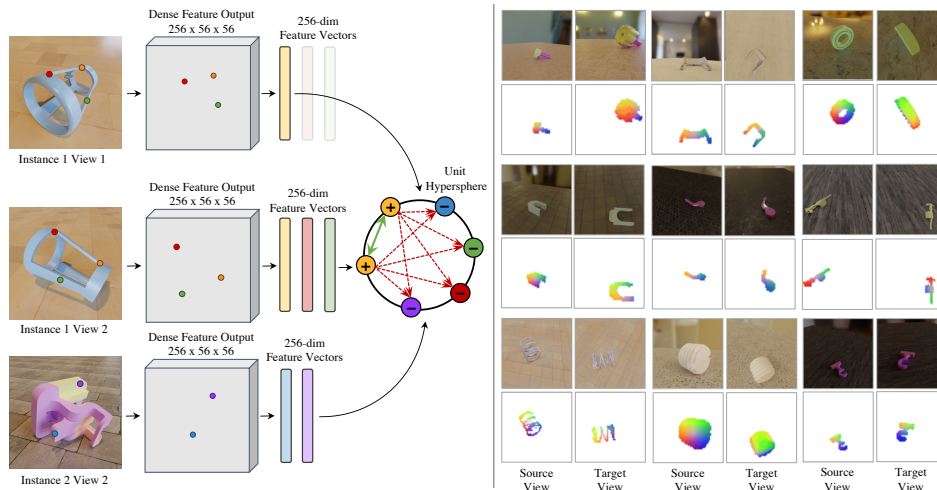 Dense Feature Output
256 x 56 x 56
256-dim
Feature Vectors
Instance 1 View 1
Unit
Hypersphere
Dense Feature Output
256 x 56 x 56
256-dim
Feature Vectors
+
−
+
−
−
−
Instance 1 View 2
Dense Feature Output
256 x 56 x 56
256-dim
Feature Vectors
Instance 2 View 2
Source
View
Target
View
Source
View
Target
View
Source
View
Target
View